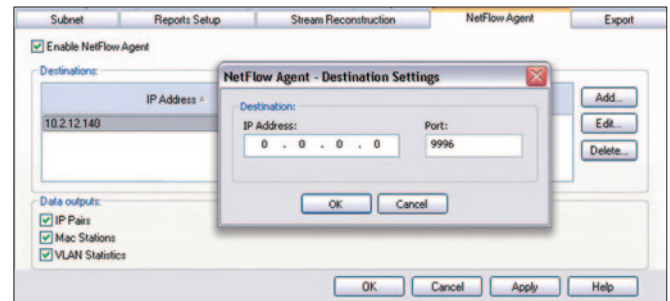 Subnet Reports Setup Stream Reconstruction NetFlow Agent Export
Enable NetFlow Agent
Destinations:
IP Address
10.2.12.140
Add...
Edit...
Delete...
NetFlow Agent - Destination Settings
Destination:
IP Address: Port:
0 . 0 . 0 . 0 9996
OK Cancel
Data outputs:
IP Pairs
Mac Stations
VLAN Statistics
OK Cancel Apply Help